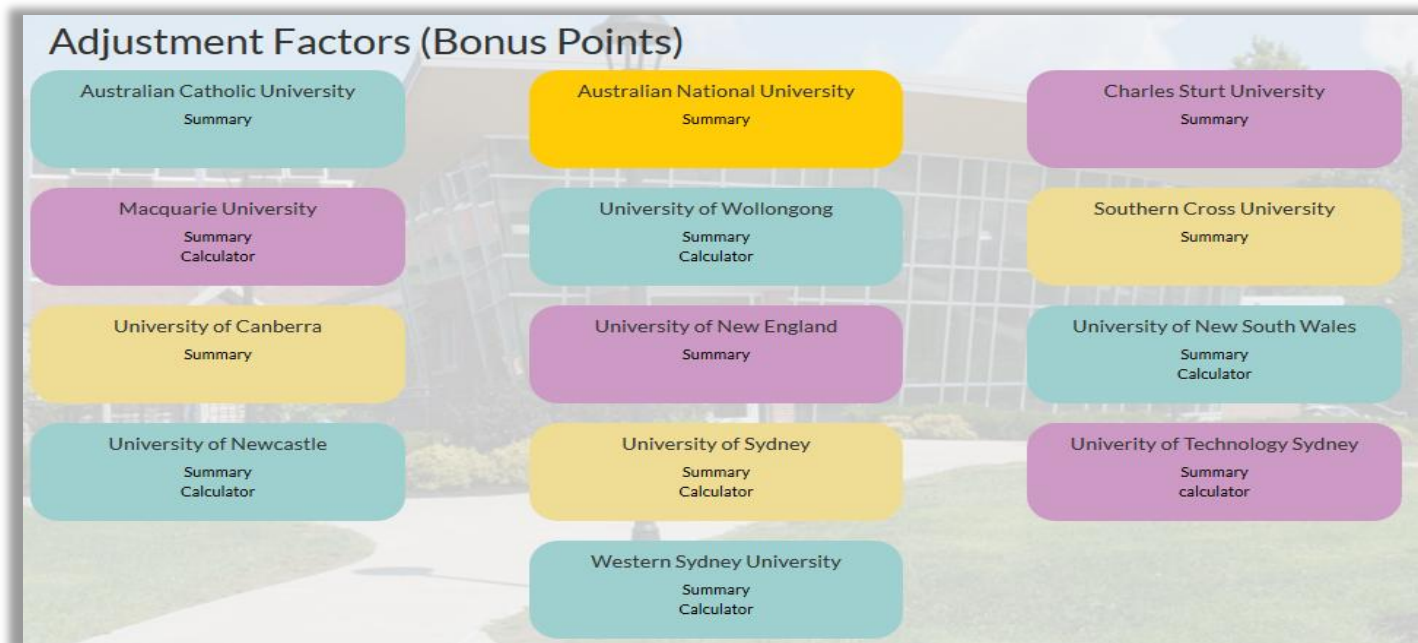 Adjustment Factors (Bonus Points)
Australian Catholic University
Summary
Australian National University
Summary
Charles Sturt University
Summary
Macquarie University
Summary
Calculator
University of Wollongong
Summary
Calculator
Southern Cross University
Summary
University of Canberra
Summary
University of New England
Summary
University of New South Wales
Summary
Calculator
University of Newcastle
Summary
Calculator
University of Sydney
Summary
Calculator
Univerity of Technology Sydney
Summary
calculator
Western Sydney University
Summary
Calculator